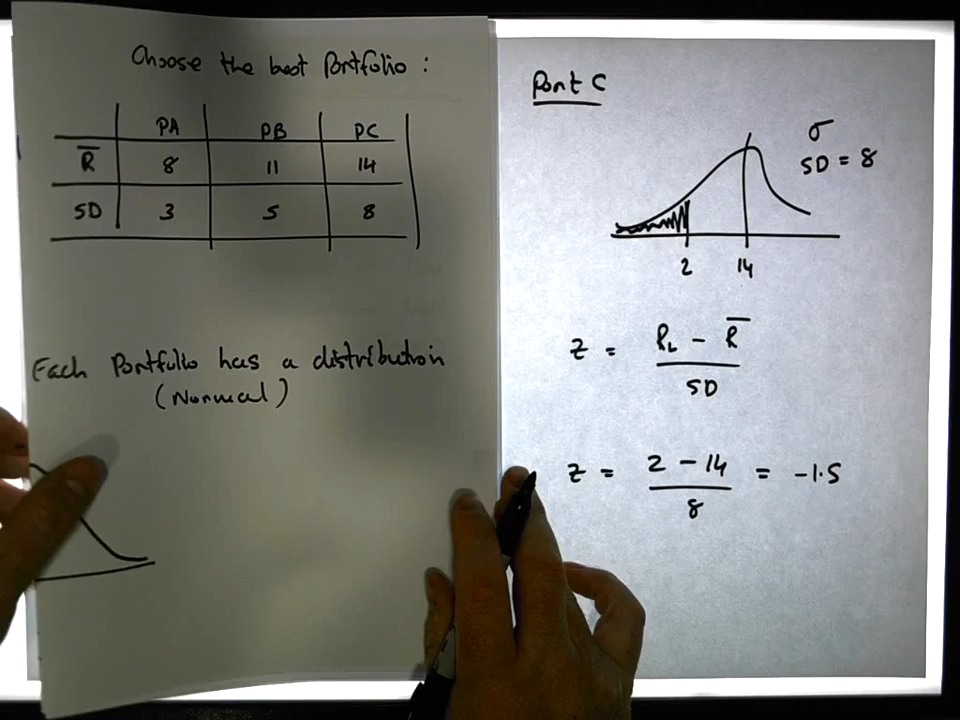 Choose the best Portfolio :
PA PB PC
R̅ 8 11 14
SD 3 5 8
Each Portfolio has a distribution
(Normal)
Port C
σ
SD = 8
2 14
z = R_L - R̅
SD
z = 2 - 14 = -1.5
8